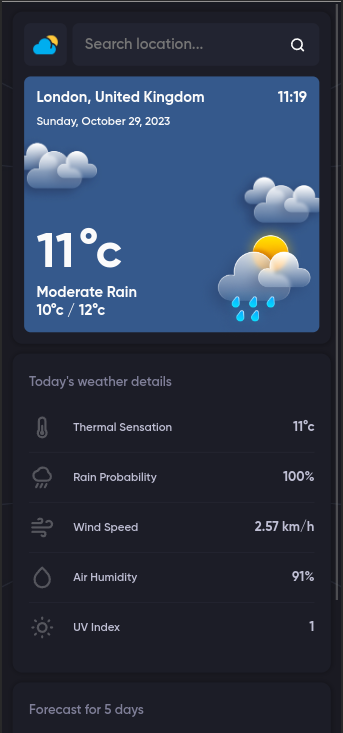 Search location...
London, United Kingdom 11:19
Sunday, October 29, 2023
11°c
Moderate Rain
10°c / 12°c
Today's weather details
Thermal Sensation 11°c
Rain Probability 100%
Wind Speed 2.57 km/h
Air Humidity 91%
UV Index 1
Forecast for 5 days